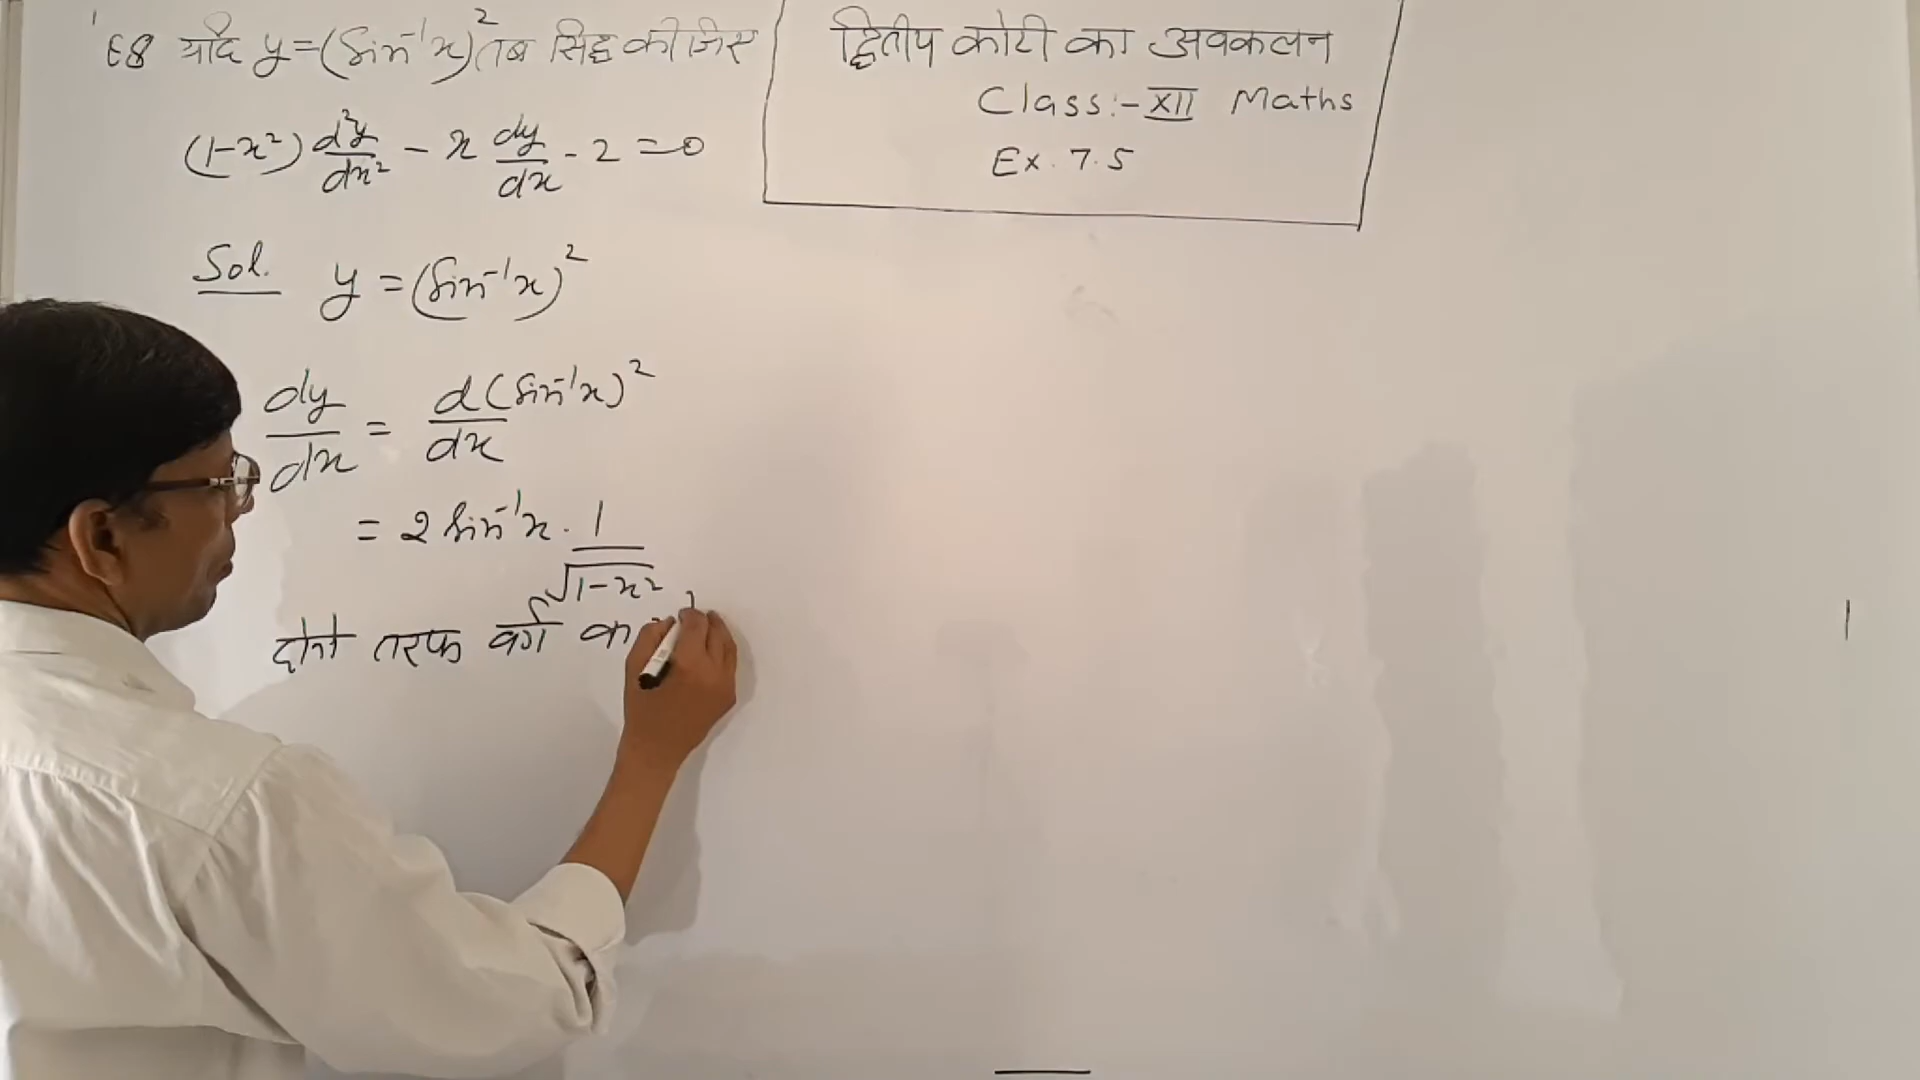 E8 यदि y=(sin⁻¹x)² तब सिद्ध कीजिए
(1-x²) d²y/dx² - x dy/dx - 2 = 0
द्वितीय कोटी का अवकलन
Class:- XII Maths
Ex. 7.5
Sol. y = (sin⁻¹x)²
dy/dx = d(sin⁻¹x)²/dx
= 2 sin⁻¹x . 1/√1-x²
दोनो तरफ वर्ग